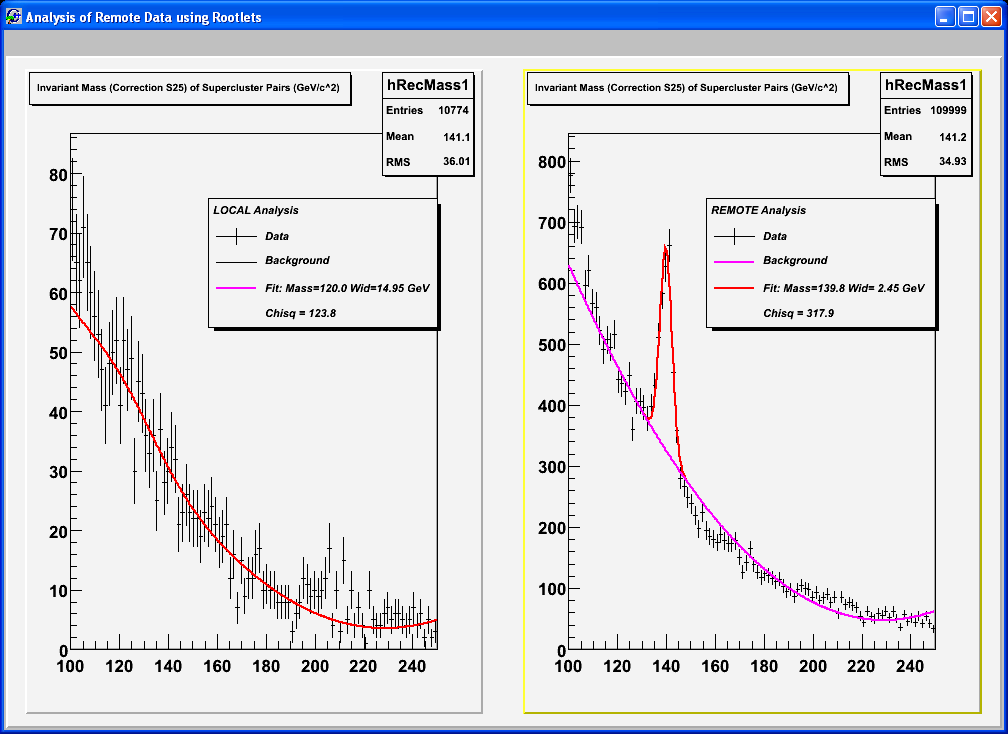 Analysis of Remote Data using Rootlets
Invariant Mass (Correction S25) of Supercluster Pairs (GeV/c^2)
hRecMass1
Entries 10774
Mean 141.1
RMS 36.01
LOCAL Analysis
Data
Background
Fit: Mass=120.0 Wid=14.95 GeV
Chisq = 123.8
80
70
60
50
40
30
20
10
0
100 120 140 160 180 200 220 240
Invariant Mass (Correction S25) of Supercluster Pairs (GeV/c^2)
hRecMass1
Entries 109999
Mean 141.2
RMS 34.93
REMOTE Analysis
Data
Background
Fit: Mass=139.8 Wid= 2.45 GeV
Chisq = 317.9
800
700
600
500
400
300
200
100
0
100 120 140 160 180 200 220 240